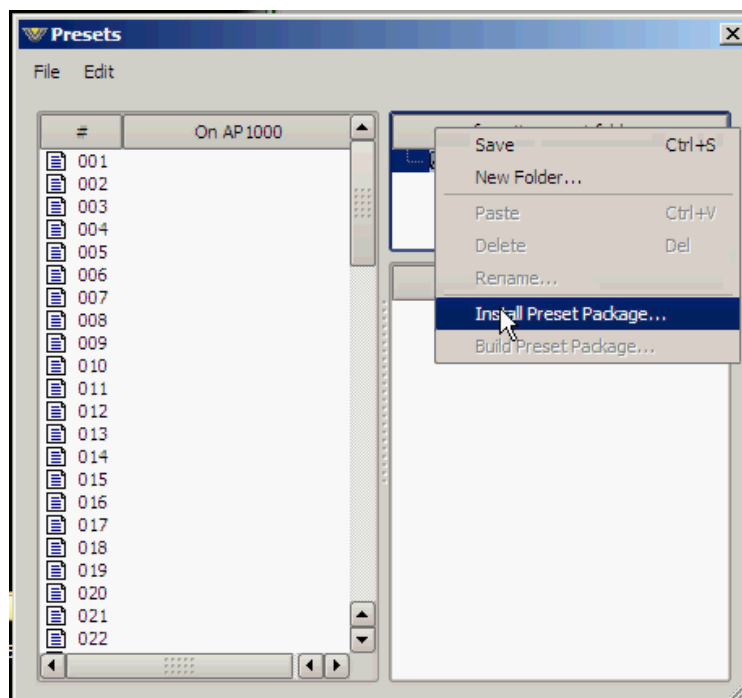 Presets
File Edit
# On AP1000
001
002
003
004
005
006
007
008
009
010
011
012
013
014
015
016
017
018
019
020
021
022
Save Ctrl+S
New Folder...
Paste Ctrl+V
Delete Del
Rename...
Install Preset Package...
Build Preset Package...